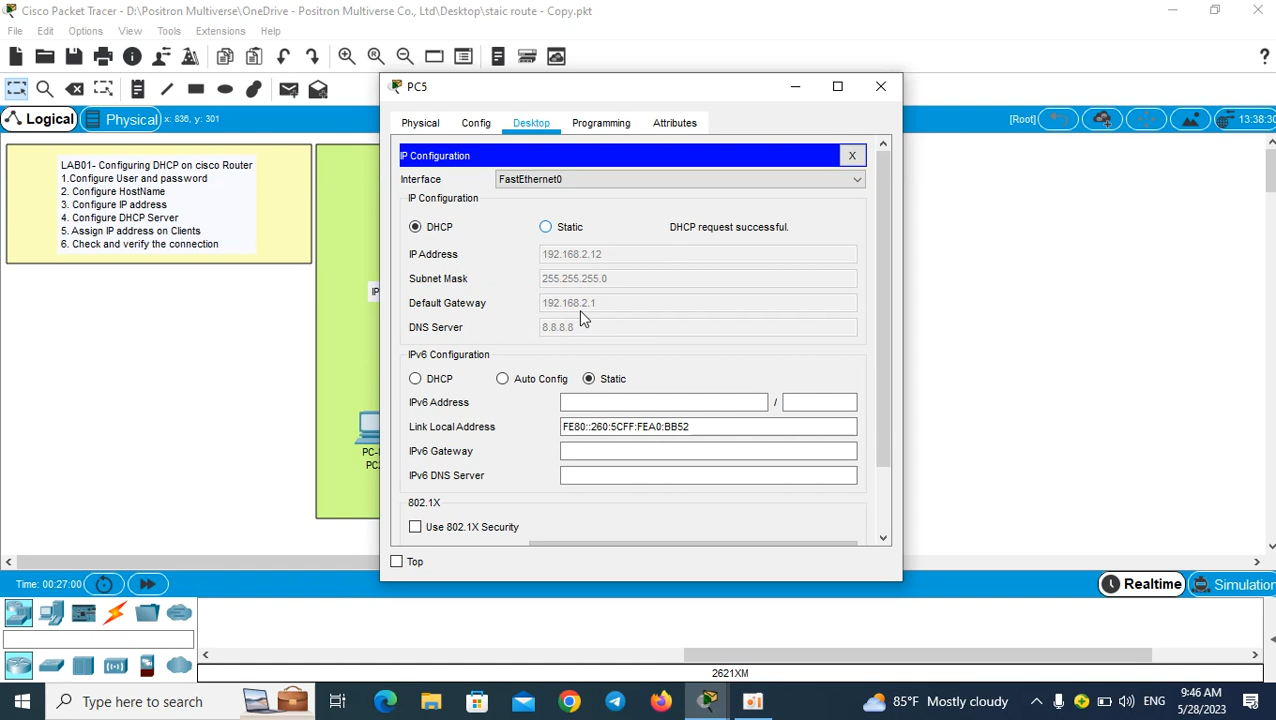 Cisco Packet Tracer - D:\Positron Multiverse\OneDrive - Positron Multiverse Co., Ltd\Desktop\staic route - Copy.pkt
File Edit Options View Tools Extensions Help
Logical Physical x: 836, y: 301 [Root] 13:38:30
LAB01- Configuring DHCP on cisco Router
1.Configure User and password
2. Configure HostName
3. Configure IP address
4. Configure DHCP Server
5. Assign IP address on Clients
6. Check and verify the connection
IP
PC2
PC5
Physical Config Desktop Programming Attributes
IP Configuration X
Interface FastEthernet0
IP Configuration
DHCP Static DHCP request successful.
IP Address 192.168.2.12
Subnet Mask 255.255.255.0
Default Gateway 192.168.2.1
DNS Server 8.8.8.8
IPv6 Configuration
DHCP Auto Config Static
IPv6 Address /
Link Local Address FE80::260:5CFF:FEA0:BB52
IPv6 Gateway
IPv6 DNS Server
802.1X
Use 802.1X Security
Top
Time: 00:27:00 Realtime Simulation
2621XM
Type here to search
85°F Mostly cloudy ENG
9:46 AM
5/28/2023